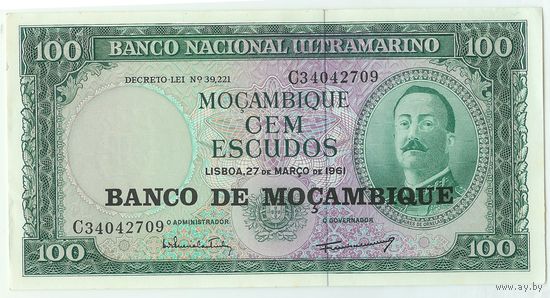 100 BANCO NACIONAL ULTRAMARINO 100
DECRETO-LEI Nº 39,221 C34042709
MOÇAMBIQUE
CEM
ESCUDOS
LISBOA, 27 DE MARÇO DE 1961
BANCO DE MOÇAMBIQUE
C34042709 O ADMINISTRADOR O GOVERNADOR
100 100
www.ay.by